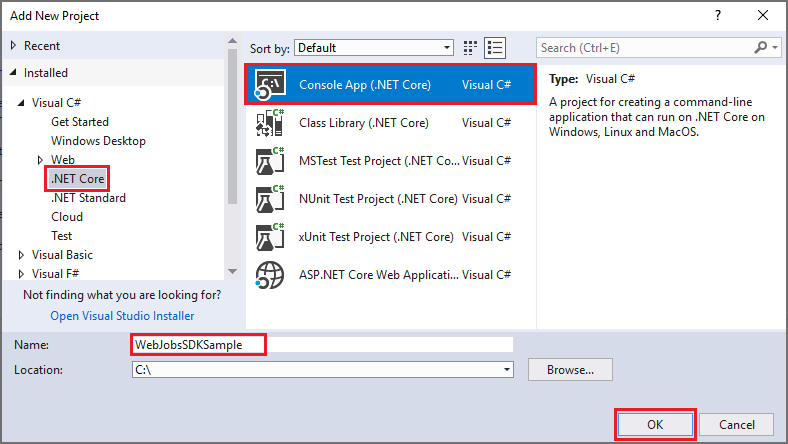 Add New Project
?
Recent
Installed
Visual C#
Get Started
Windows Desktop
Web
.NET Core
.NET Standard
Cloud
Test
Visual Basic
Visual F#
Not finding what you are looking for?
Open Visual Studio Installer
Sort by: Default
Search (Ctrl+E)
C:\ Console App (.NET Core) Visual C#
C# Class Library (.NET Core) Visual C#
C# MSTest Test Project (.NET Co... Visual C#
C# NUnit Test Project (.NET Core) Visual C#
C# xUnit Test Project (.NET Core) Visual C#
ASP.NET Core Web Applicati... Visual C#
Type: Visual C#
A project for creating a command-line
application that can run on .NET Core on
Windows, Linux and MacOS.
Name: WebJobsSDKSample
Location: C:\ Browse...
OK Cancel